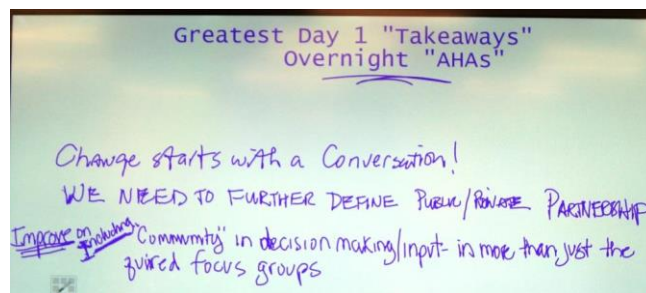 Greatest Day 1 "Takeaways"
Overnight "AHAs"
Change starts with a Conversation!
WE NEED TO FURTHER DEFINE PUBLIC/PRIVATE PARTNERSHIP
Improve on including "Community" in decision making/input- in more than just the
quired focus groups